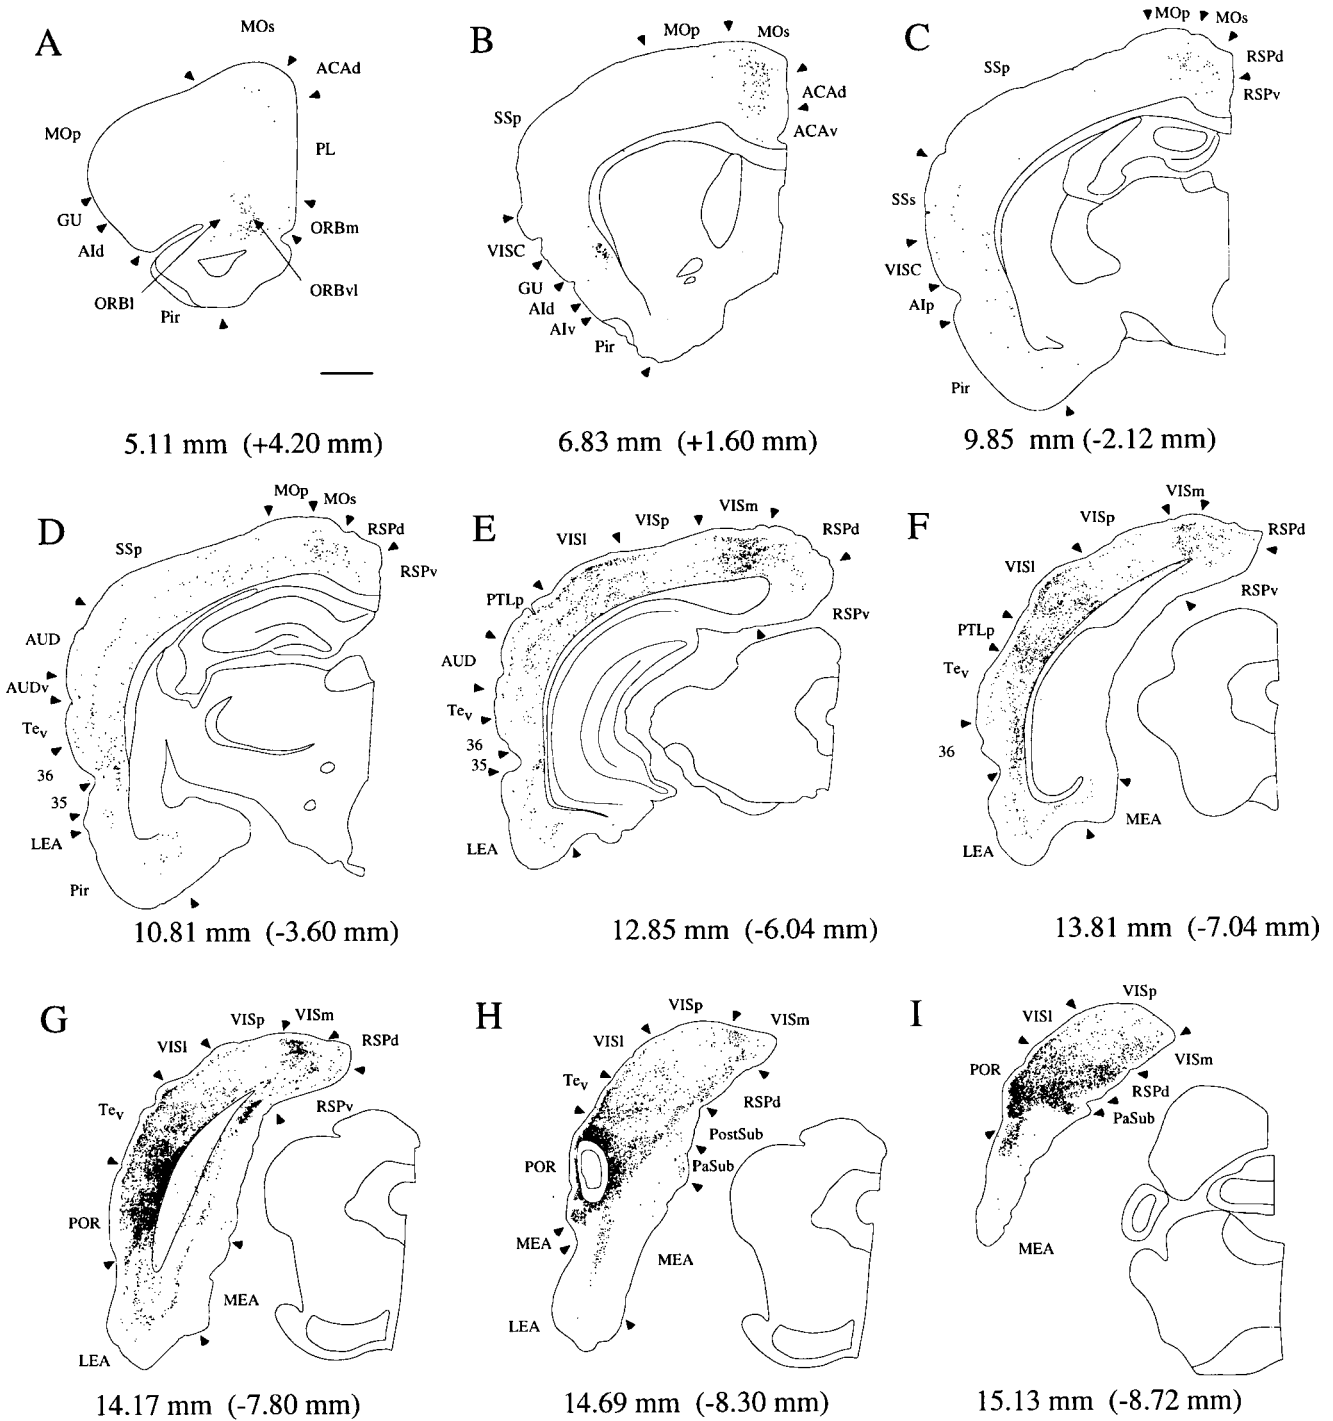 A
MOs
ACAd
MOp
PL
GU
AId
ORBm
ORBl
ORBvl
Pir
5.11 mm (+4.20 mm)
B
MOp
MOs
SSp
ACAd
ACAv
VISC
GU
AId
AIv
Pir
6.83 mm (+1.60 mm)
C
MOp
MOs
SSp
RSPd
RSPv
SSs
VISC
AIp
Pir
9.85 mm (-2.12 mm)
D
MOp
MOs
SSp
RSPd
RSPv
AUD
AUDv
Tev
36
35
LEA
Pir
10.81 mm (-3.60 mm)
E
VISm
VISp
VISl
RSPd
PTLp
RSPv
AUD
Tev
36
35
LEA
12.85 mm (-6.04 mm)
F
VISm
VISp
RSPd
VISl
RSPv
PTLp
Tev
36
MEA
LEA
13.81 mm (-7.04 mm)
G
VISp
VISm
VISl
RSPd
Tev
RSPv
POR
MEA
LEA
14.17 mm (-7.80 mm)
H
VISp
VISm
VISl
Tev
RSPd
PostSub
POR
PaSub
MEA
MEA
LEA
14.69 mm (-8.30 mm)
I
VISp
VISl
VISm
POR
RSPd
PaSub
MEA
15.13 mm (-8.72 mm)